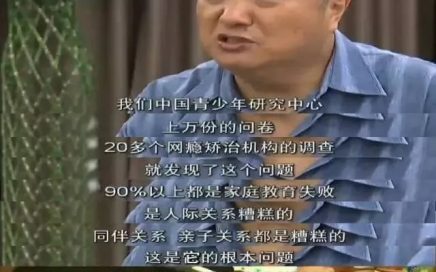 我们中国青少年研究中心
上万份的问卷
20多个网瘾矫治机构的调查
就发现了这个问题
90%以上都是家庭教育失败
是人际关系糟糕的
同伴关系 亲子关系都是糟糕的
这是它的根本问题